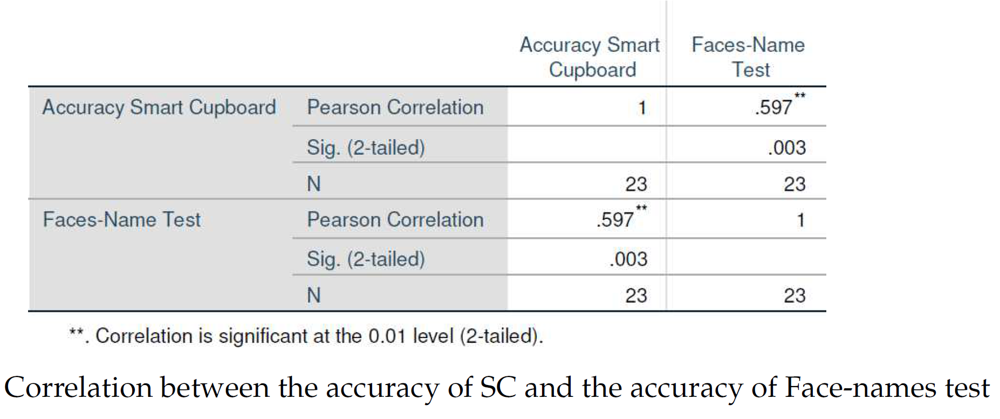 Accuracy Smart Cupboard Faces-Name Test
Accuracy Smart Cupboard Pearson Correlation 1 .597**
Sig. (2-tailed) .003
N 23 23
Faces-Name Test Pearson Correlation .597** 1
Sig. (2-tailed) .003
N 23 23
**. Correlation is significant at the 0.01 level (2-tailed).
Correlation between the accuracy of SC and the accuracy of Face-names test